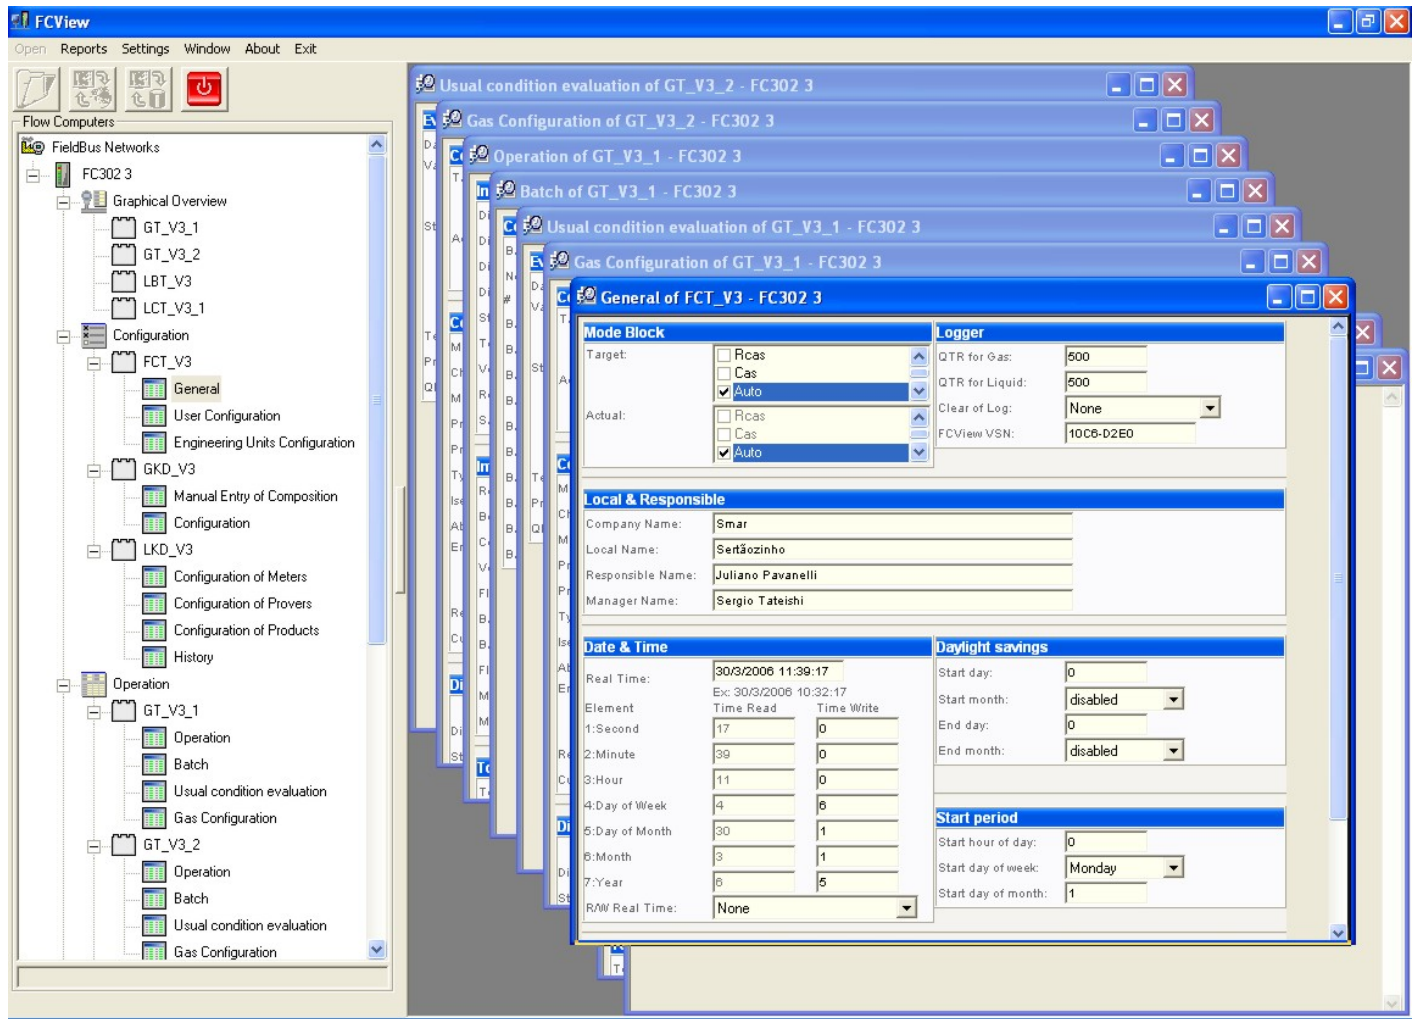 FCView
Open Reports Settings Window About Exit
Flow Computers
FieldBus Networks
FC302 3
Graphical Overview
GT_V3_1
GT_V3_2
LBT_V3
LCT_V3_1
Configuration
FCT_V3
General
User Configuration
Engineering Units Configuration
GKD_V3
Manual Entry of Composition
Configuration
LKD_V3
Configuration of Meters
Configuration of Provers
Configuration of Products
History
Operation
GT_V3_1
Operation
Batch
Usual condition evaluation
Gas Configuration
GT_V3_2
Operation
Batch
Usual condition evaluation
Gas Configuration
Usual condition evaluation of GT_V3_2 - FC302 3
Gas Configuration of GT_V3_2 - FC302 3
Operation of GT_V3_1 - FC302 3
Batch of GT_V3_1 - FC302 3
Usual condition evaluation of GT_V3_1 - FC302 3
Gas Configuration of GT_V3_1 - FC302 3
General of FCT_V3 - FC302 3
Mode Block
Target:
Rcas
Cas
Auto
Actual:
Rcas
Cas
Auto
Logger
QTR for Gas: 500
QTR for Liquid: 500
Clear of Log: None
FCView VSN: 10C6-D2E0
Local & Responsible
Company Name: Smar
Local Name: Sertãozinho
Responsible Name: Juliano Pavanelli
Manager Name: Sergio Tateishi
Date & Time
Real Time: 30/3/2006 11:39:17
Ex: 30/3/2006 10:32:17
Element Time Read Time Write
1:Second 17 0
2:Minute 39 0
3:Hour 11 0
4:Day of Week 4 6
5:Day of Month 30 1
6:Month 3 1
7:Year 6 5
R/W Real Time: None
Daylight savings
Start day: 0
Start month: disabled
End day: 0
End month: disabled
Start period
Start hour of day: 0
Start day of week: Monday
Start day of month: 1